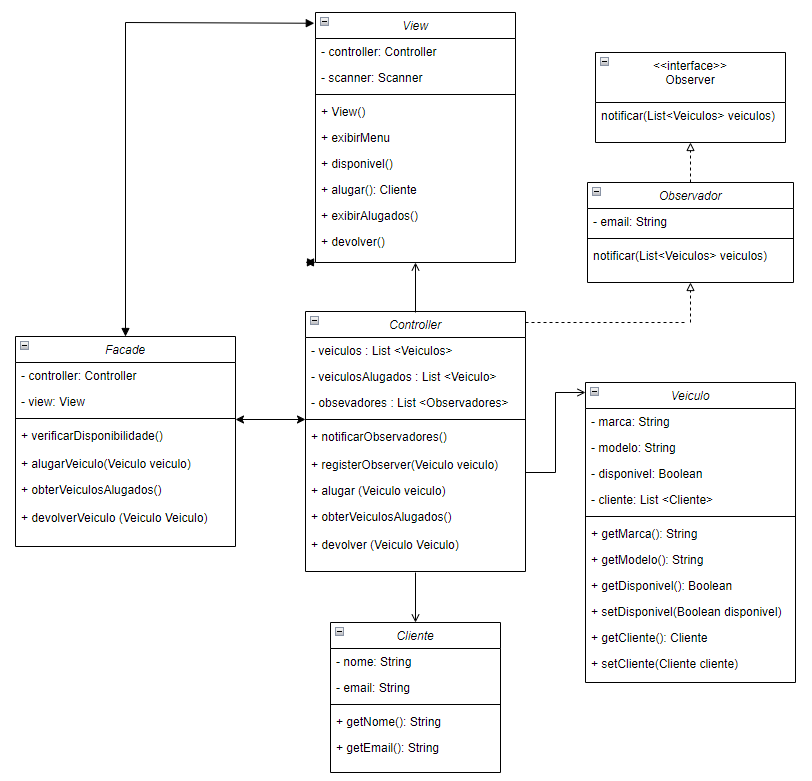 View
- controller: Controller
- scanner: Scanner
+ View()
+ exibirMenu
+ disponivel()
+ alugar(): Cliente
+ exibirAlugados()
+ devolver()
<<interface>>
Observer
notificar(List<Veiculos> veiculos)
Observador
- email: String
notificar(List<Veiculos> veiculos)
Facade
- controller: Controller
- view: View
+ verificarDisponibilidade()
+ alugarVeiculo(Veiculo veiculo)
+ obterVeiculosAlugados()
+ devolverVeiculo (Veiculo Veiculo)
Controller
- veiculos : List <Veiculos>
- veiculosAlugados : List <Veiculo>
- obsevadores : List <Observadores>
+ notificarObservadores()
+ registerObserver(Veiculo veiculo)
+ alugar (Veiculo veiculo)
+ obterVeiculosAlugados()
+ devolver (Veiculo Veiculo)
Veiculo
- marca: String
- modelo: String
- disponivel: Boolean
- cliente: List <Cliente>
+ getMarca(): String
+ getModelo(): String
+ getDisponivel(): Boolean
+ setDisponivel(Boolean disponivel)
+ getCliente(): Cliente
+ setCliente(Cliente cliente)
Cliente
- nome: String
- email: String
+ getNome(): String
+ getEmail(): String